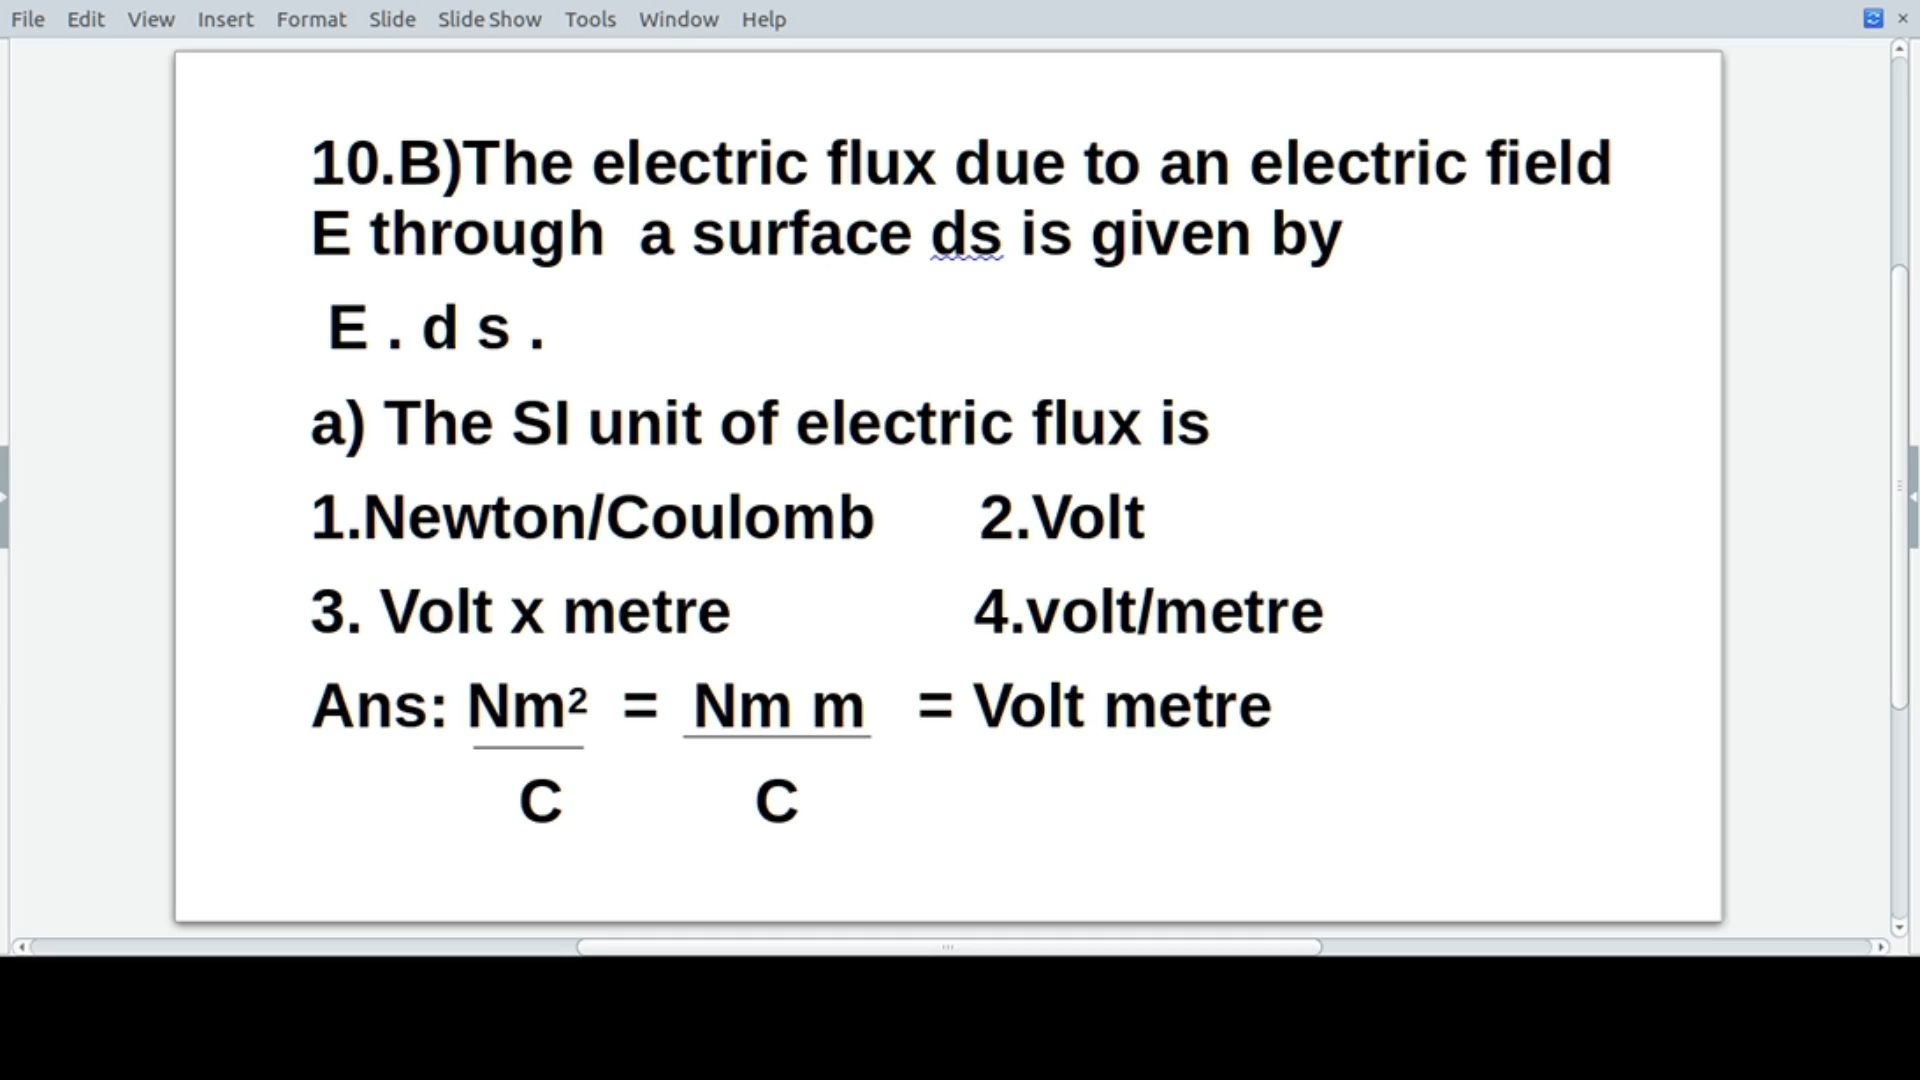 File Edit View Insert Format Slide Slide Show Tools Window Help
10.B)The electric flux due to an electric field
E through a surface ds is given by
E . d s .
a) The SI unit of electric flux is
1.Newton/Coulomb 2.Volt
3. Volt x metre 4.volt/metre
Ans: Nm² = Nm m = Volt metre
C C